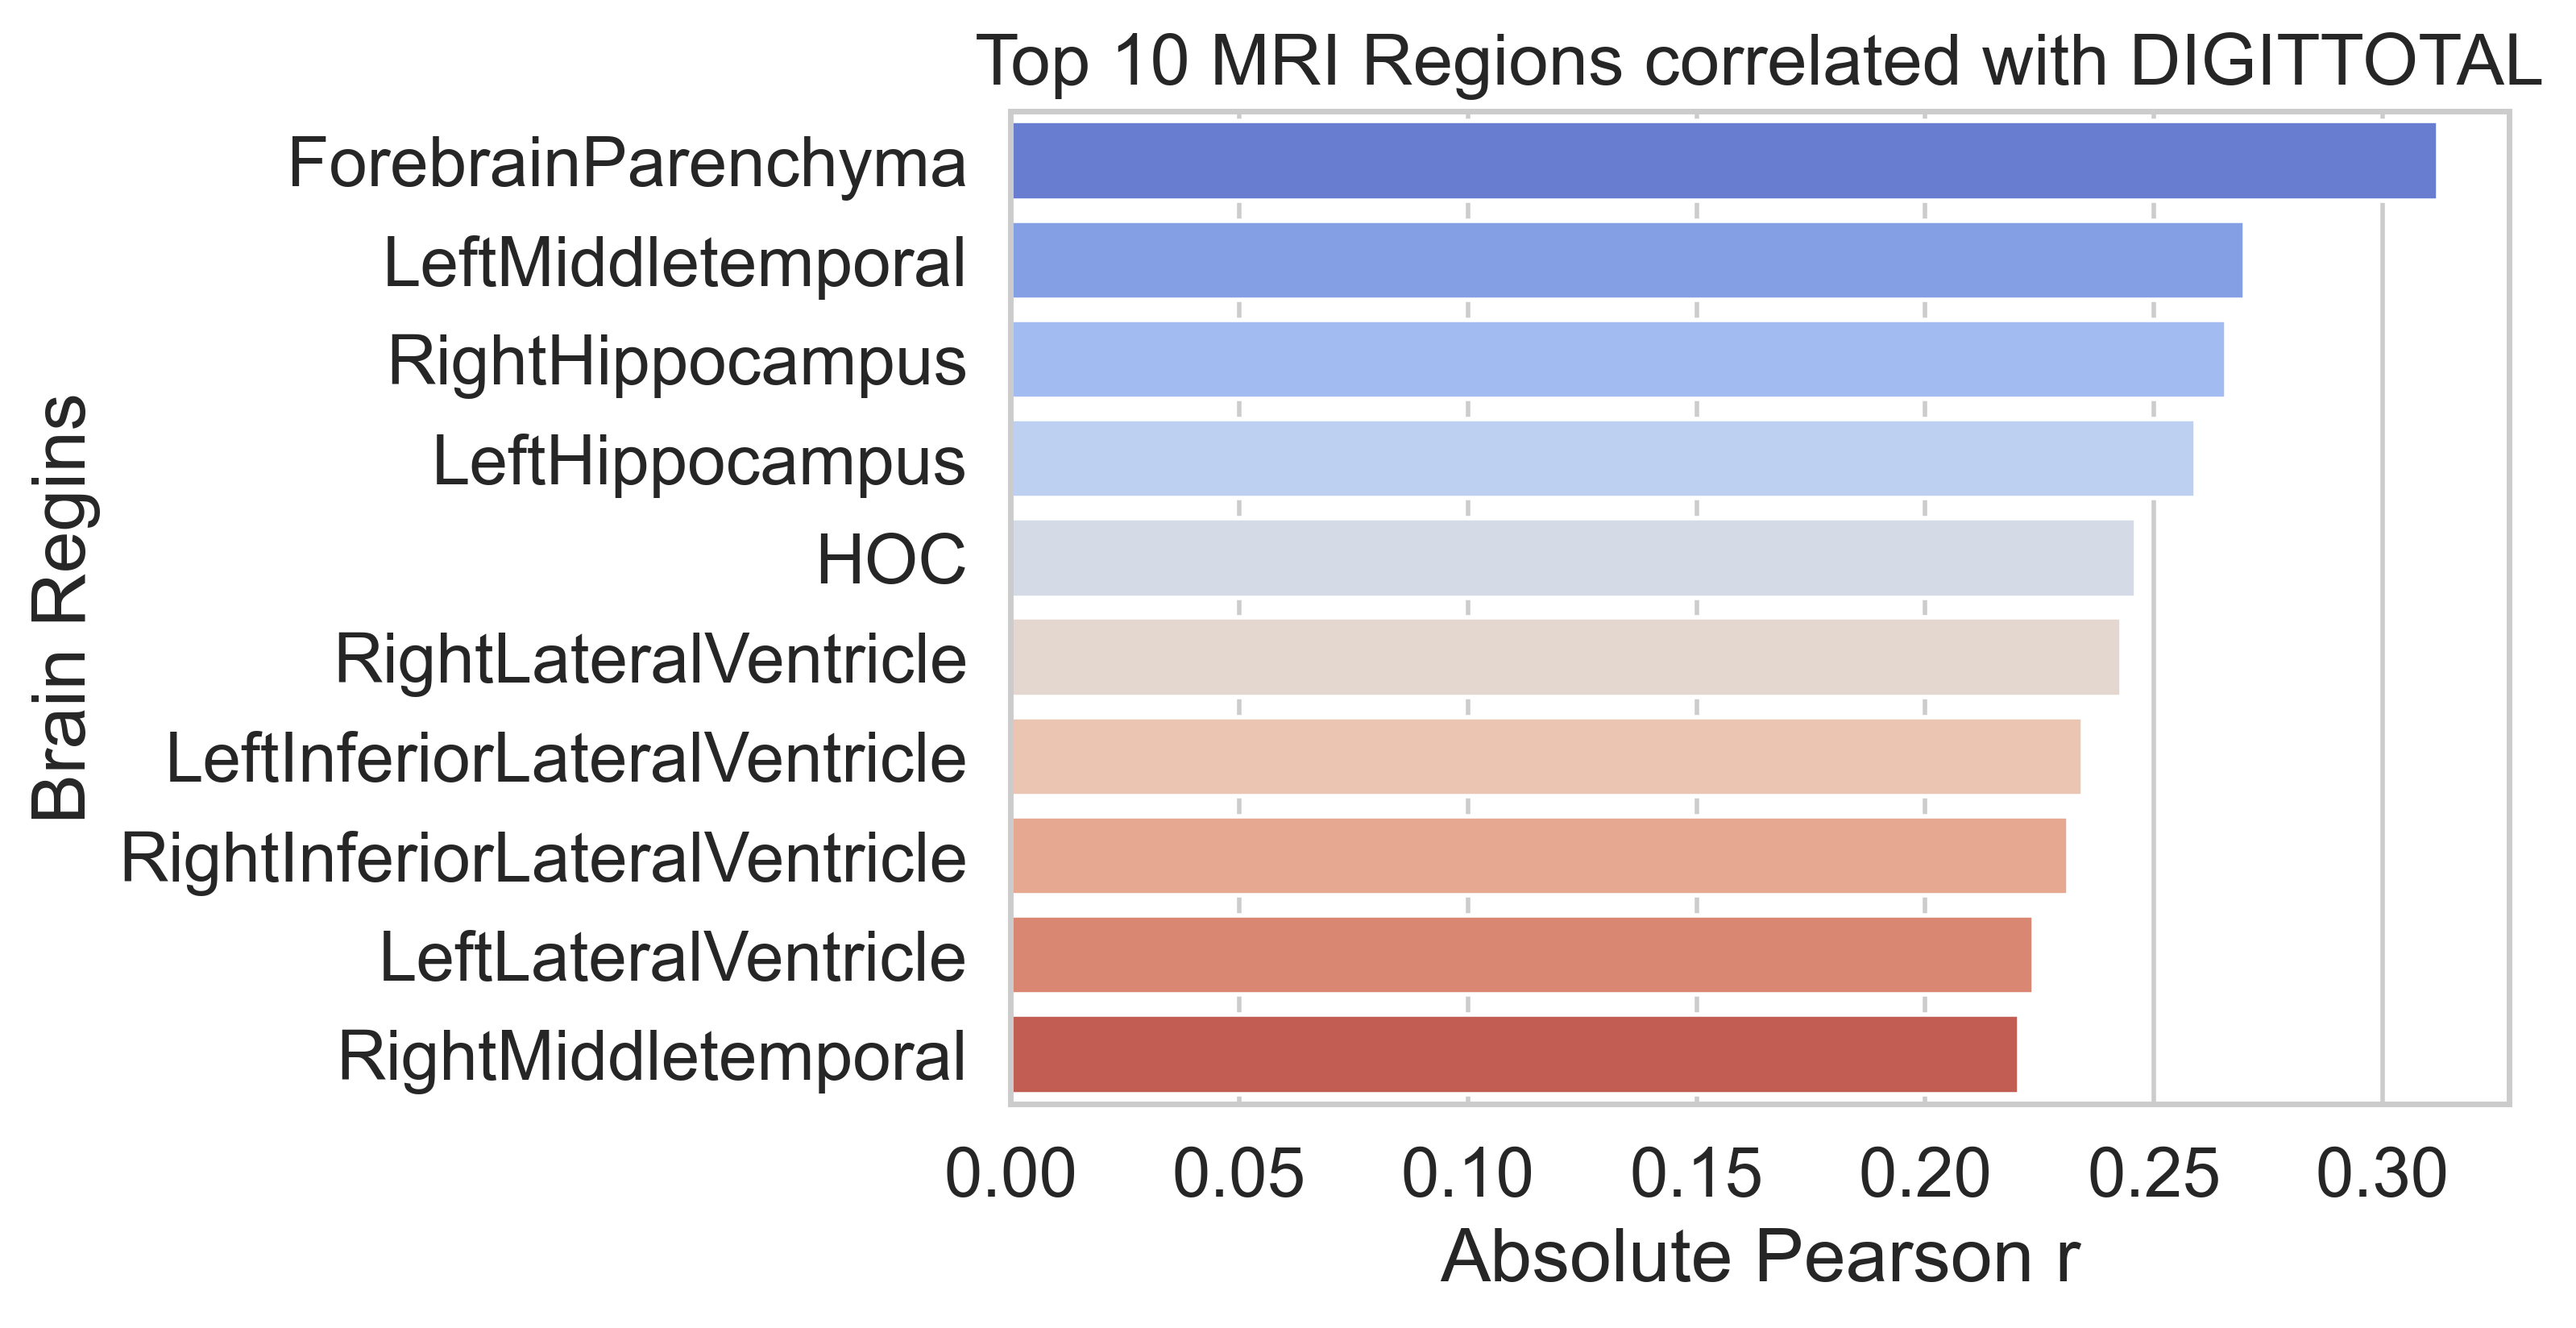 Top 10 MRI Regions correlated with DIGITTOTAL
Brain Regins
ForebrainParenchyma
LeftMiddletemporal
RightHippocampus
LeftHippocampus
HOC
RightLateralVentricle
LeftInferiorLateralVentricle
RightInferiorLateralVentricle
LeftLateralVentricle
RightMiddletemporal
0.00 0.05 0.10 0.15 0.20 0.25 0.30
Absolute Pearson r